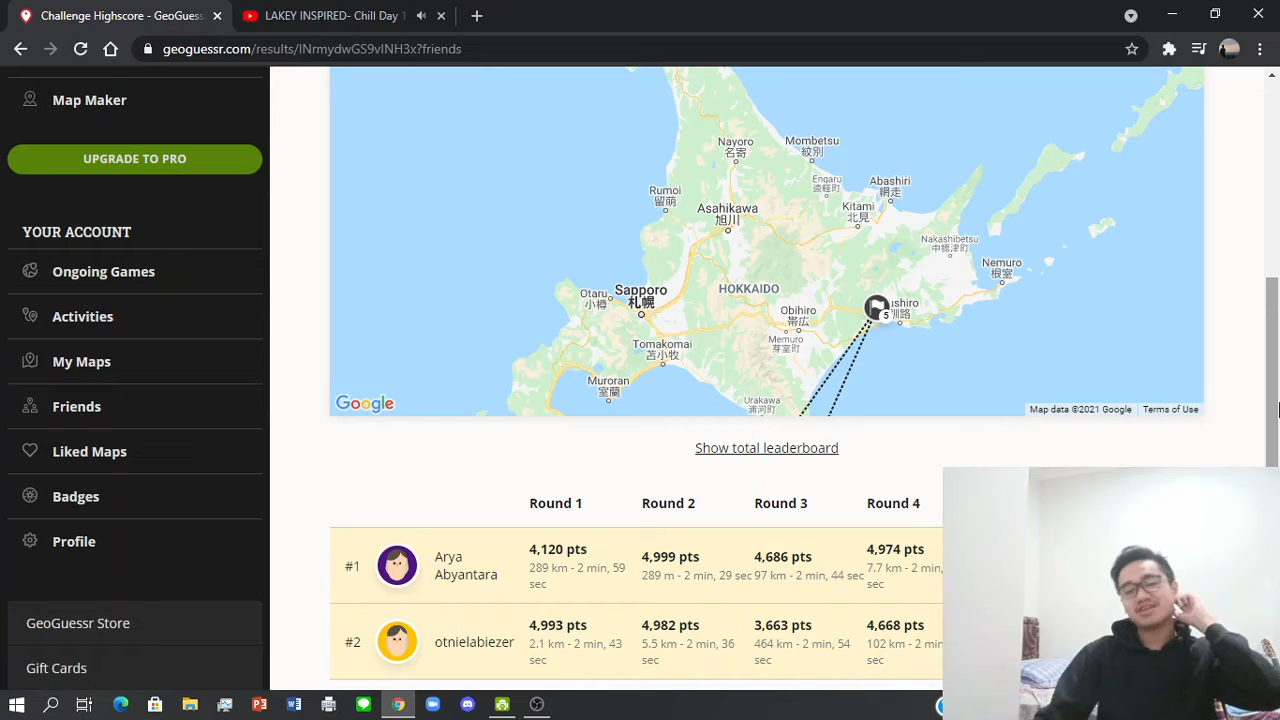 Challenge Highscore - GeoGues
LAKEY INSPIRED- Chill Day
geoguessr.com/results/INrmydwGS9vINH3x?friends
Map Maker
UPGRADE TO PRO
YOUR ACCOUNT
Ongoing Games
Activities
My Maps
Friends
Liked Maps
Badges
Profile
GeoGuessr Store
Gift Cards
Nayoro
名寄
Mombetsu
紋別
Engaru
遠軽町
Abashiri
網走
Rumoi
留萌
Asahikawa
旭川
Kitami
北見
Nakashibetsu
中標津町
Nemuro
根室
Sapporo
札幌
HOKKAIDO
Otaru
小樽
Obihiro
帯広
ushiro
釧路
5
Memuro
芽室町
Tomakomai
苫小牧
Muroran
室蘭
Urakawa
浦河町
Google
Map data ©2021 Google
Terms of Use
Show total leaderboard
Round 1 Round 2 Round 3 Round 4
#1
Arya
Abyantara
4,120 pts
289 km - 2 min, 59
sec
4,999 pts
289 m - 2 min, 29 sec
4,686 pts
97 km - 2 min, 44 sec
4,974 pts
7.7 km - 2 min,
sec
#2
otnielabiezer
4,993 pts
2.1 km - 2 min, 43
sec
4,982 pts
5.5 km - 2 min, 36
sec
3,663 pts
464 km - 2 min, 54
sec
4,668 pts
102 km - 2 min,
sec